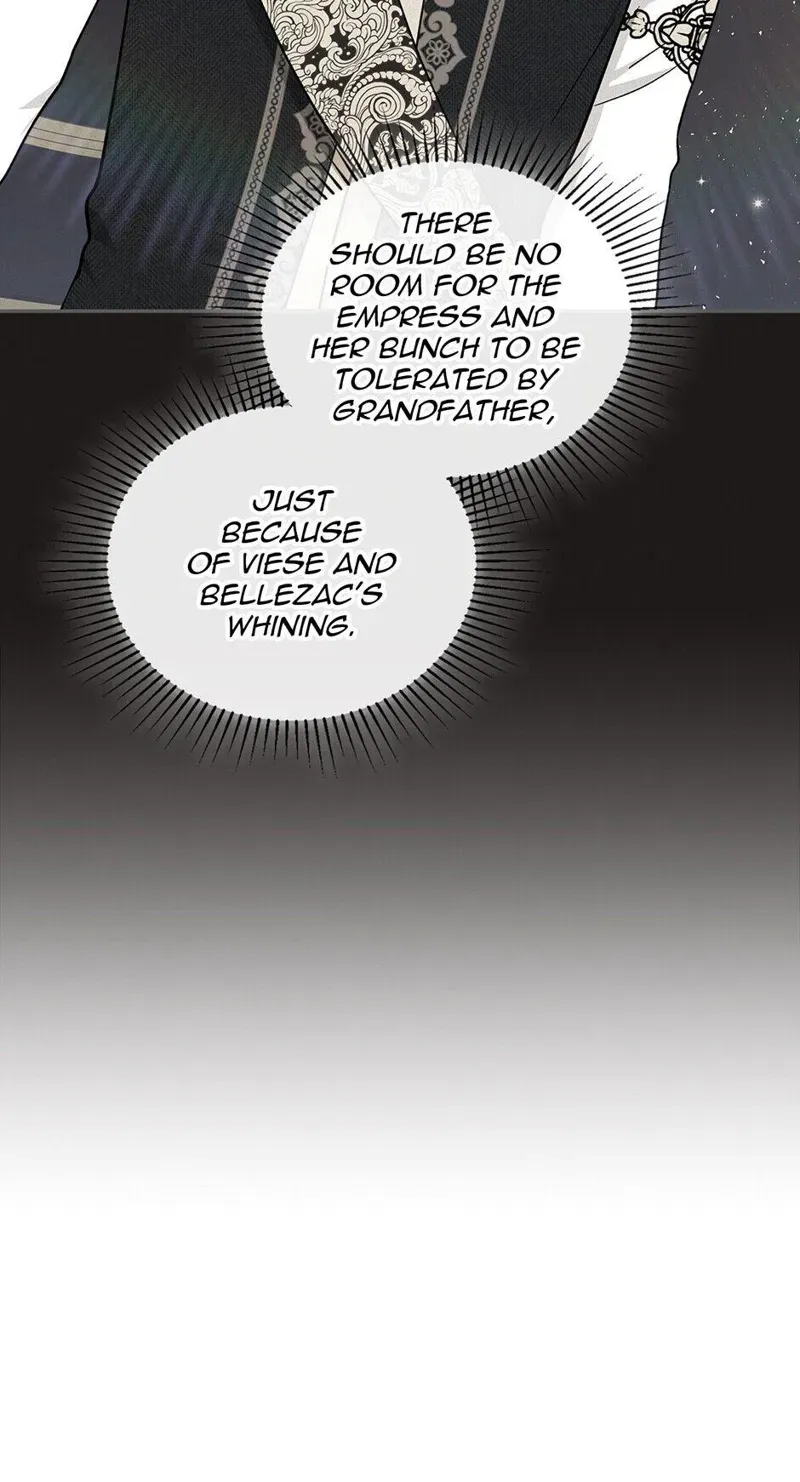 THERE
SHOULD BE NO
ROOM FOR THE
EMPRESS AND
HER BUNCH TO BE
TOLERATED BY
GRANDFATHER,
JUST
BECAUSE
OF VIESE AND
BELLEZAC'S
WHINING.